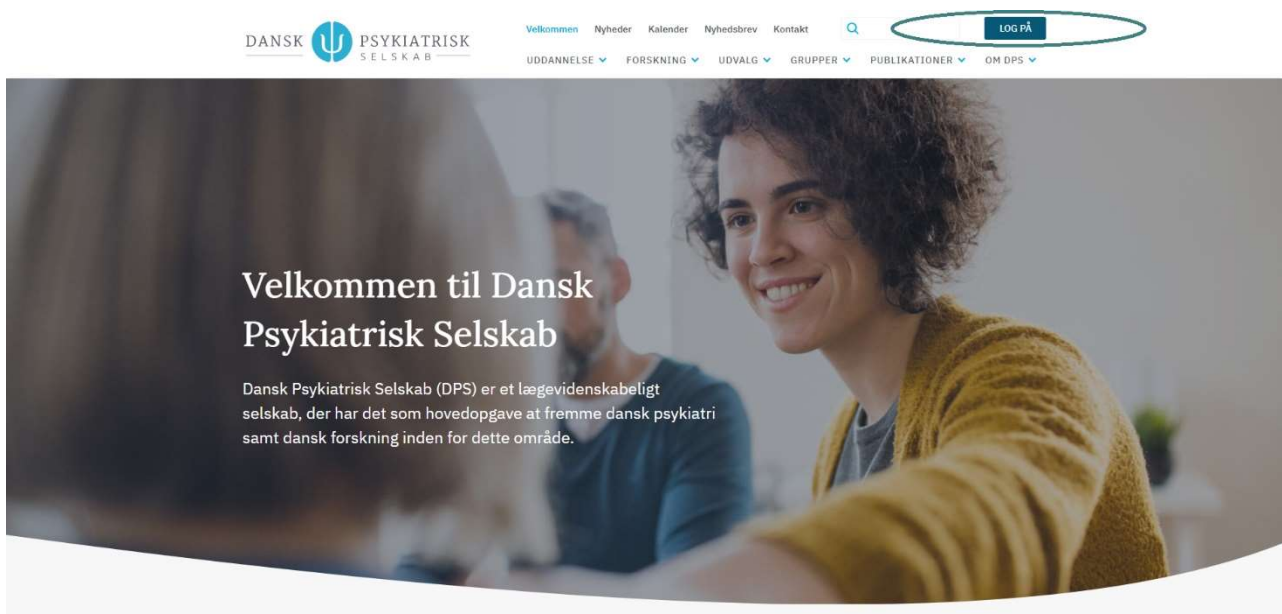 DANSK PSYKIATRISK
SELSKAB
Velkommen Nyheder Kalender Nyhedsbrev Kontakt LOG PÅ
UDDANNELSE FORSKNING UDVALG GRUPPER PUBLIKATIONER OM DPS
Velkommen til Dansk
Psykiatrisk Selskab
Dansk Psykiatrisk Selskab (DPS) er et lægevidenskabeligt
selskab, der har det som hovedopgave at fremme dansk psykiatri
samt dansk forskning inden for dette område.